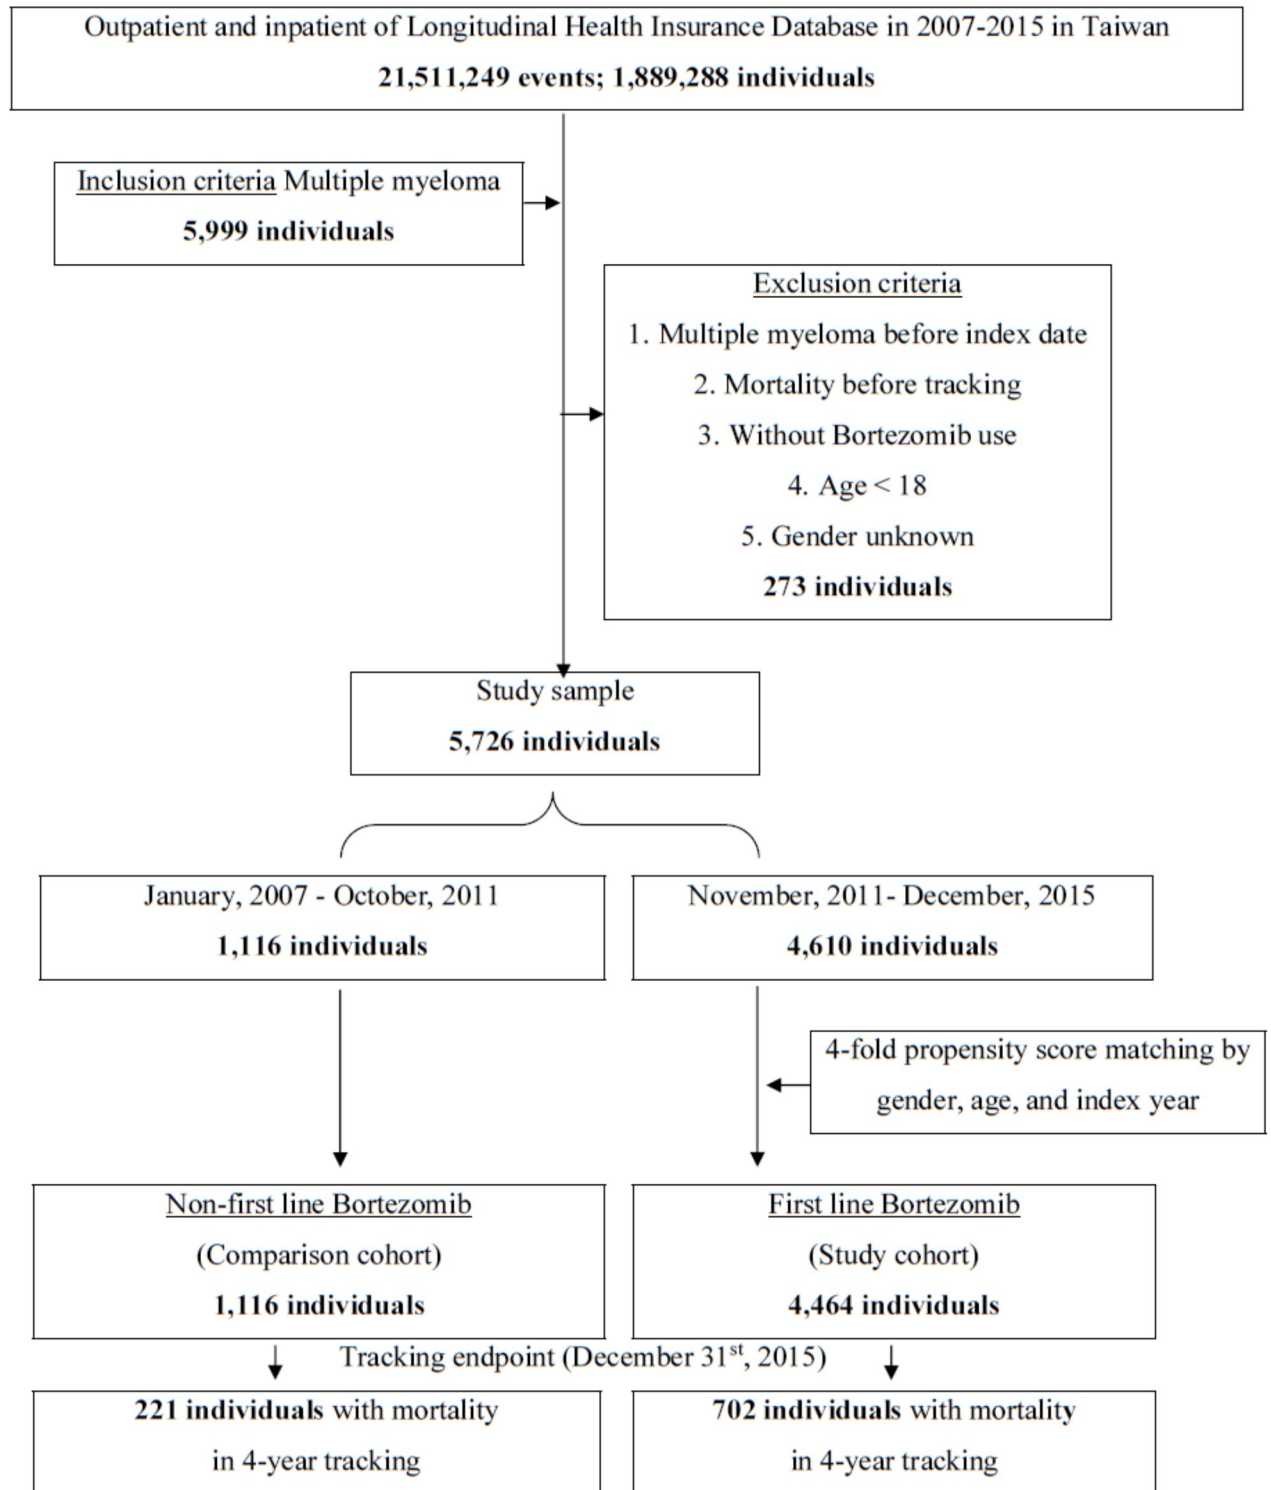 Outpatient and inpatient of Longitudinal Health Insurance Database in 2007-2015 in Taiwan
21,511,249 events; 1,889,288 individuals
Inclusion criteria Multiple myeloma
5,999 individuals
Exclusion criteria
1. Multiple myeloma before index date
2. Mortality before tracking
3. Without Bortezomib use
4. Age < 18
5. Gender unknown
273 individuals
Study sample
5,726 individuals
January, 2007 - October, 2011
1,116 individuals
November, 2011- December, 2015
4,610 individuals
4-fold propensity score matching by
gender, age, and index year
Non-first line Bortezomib
(Comparison cohort)
1,116 individuals
First line Bortezomib
(Study cohort)
4,464 individuals
Tracking endpoint (December 31st, 2015)
221 individuals with mortality
in 4-year tracking
702 individuals with mortality
in 4-year tracking